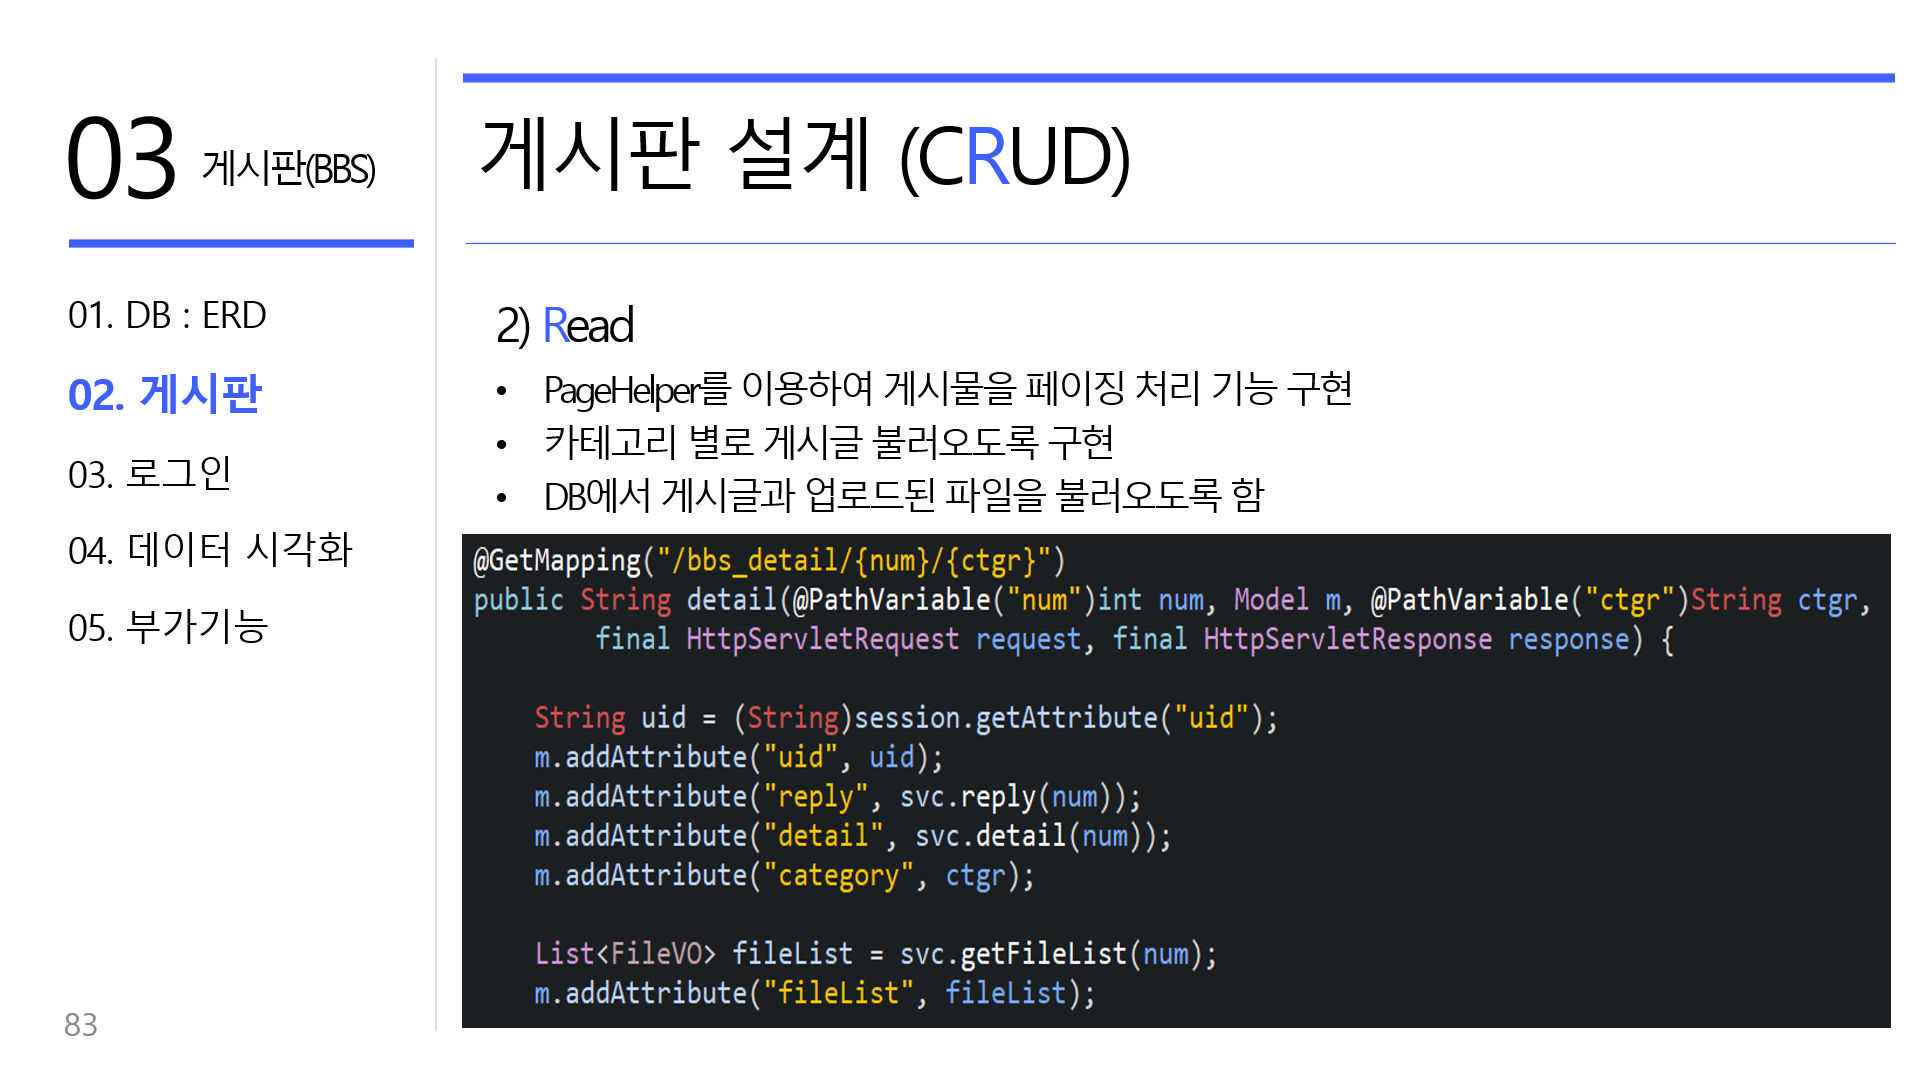 03 게시판(BBS)
01. DB : ERD
02. 게시판
03. 로그인
04. 데이터 시각화
05. 부가기능
83
게시판 설계 (CRUD)
2) Read
• PageHelper를 이용하여 게시물을 페이징 처리 기능 구현
• 카테고리 별로 게시글 불러오도록 구현
• DB에서 게시글과 업로드된 파일을 불러오도록 함
@GetMapping("/bbs_detail/{num}/{ctgr}")
public String detail(@PathVariable("num")int num, Model m, @PathVariable("ctgr")String ctgr,
final HttpServletRequest request, final HttpServletResponse response) {
String uid = (String)session.getAttribute("uid");
m.addAttribute("uid", uid);
m.addAttribute("reply", svc.reply(num));
m.addAttribute("detail", svc.detail(num));
m.addAttribute("category", ctgr);
List<FileVO> fileList = svc.getFileList(num);
m.addAttribute("fileList", fileList);